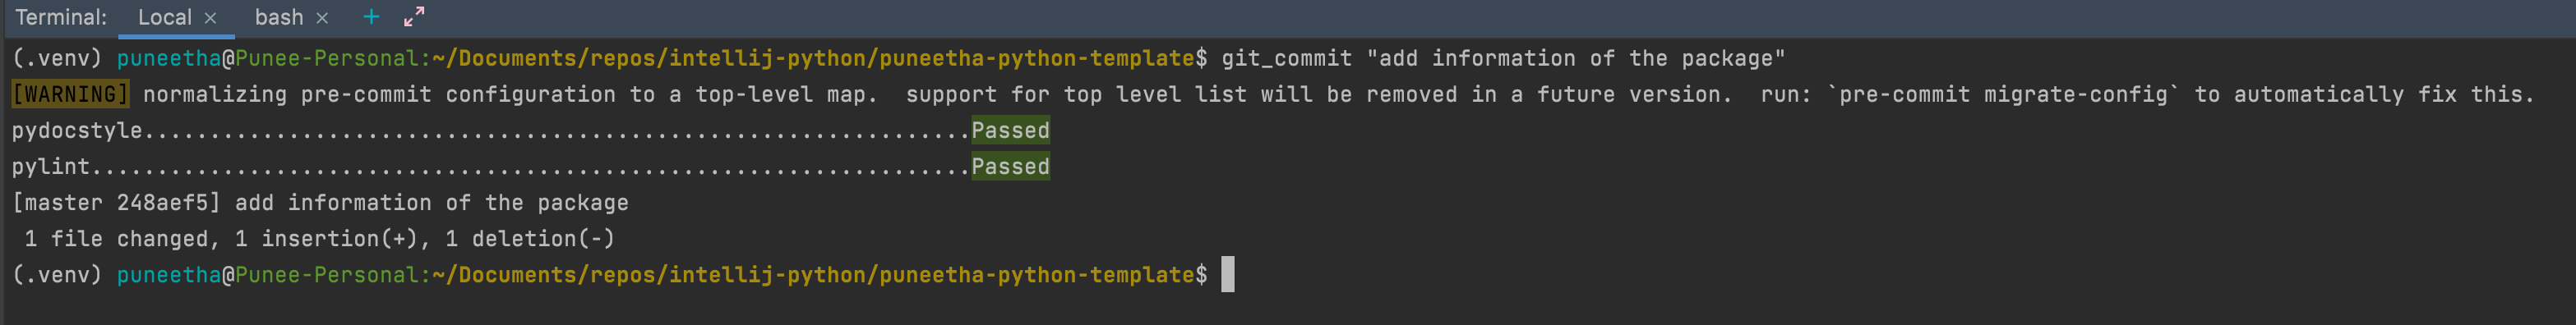 Terminal: Local × bash × +
(.venv) puneetha@Punee-Personal:~/Documents/repos/intellij-python/puneetha-python-template$ git_commit "add information of the package"
[WARNING] normalizing pre-commit configuration to a top-level map.  support for top level list will be removed in a future version.  run: `pre-commit migrate-config` to automatically fix this.
pydocstyle...............................................................Passed
pylint...................................................................Passed
[master 248aef5] add information of the package
 1 file changed, 1 insertion(+), 1 deletion(-)
(.venv) puneetha@Punee-Personal:~/Documents/repos/intellij-python/puneetha-python-template$